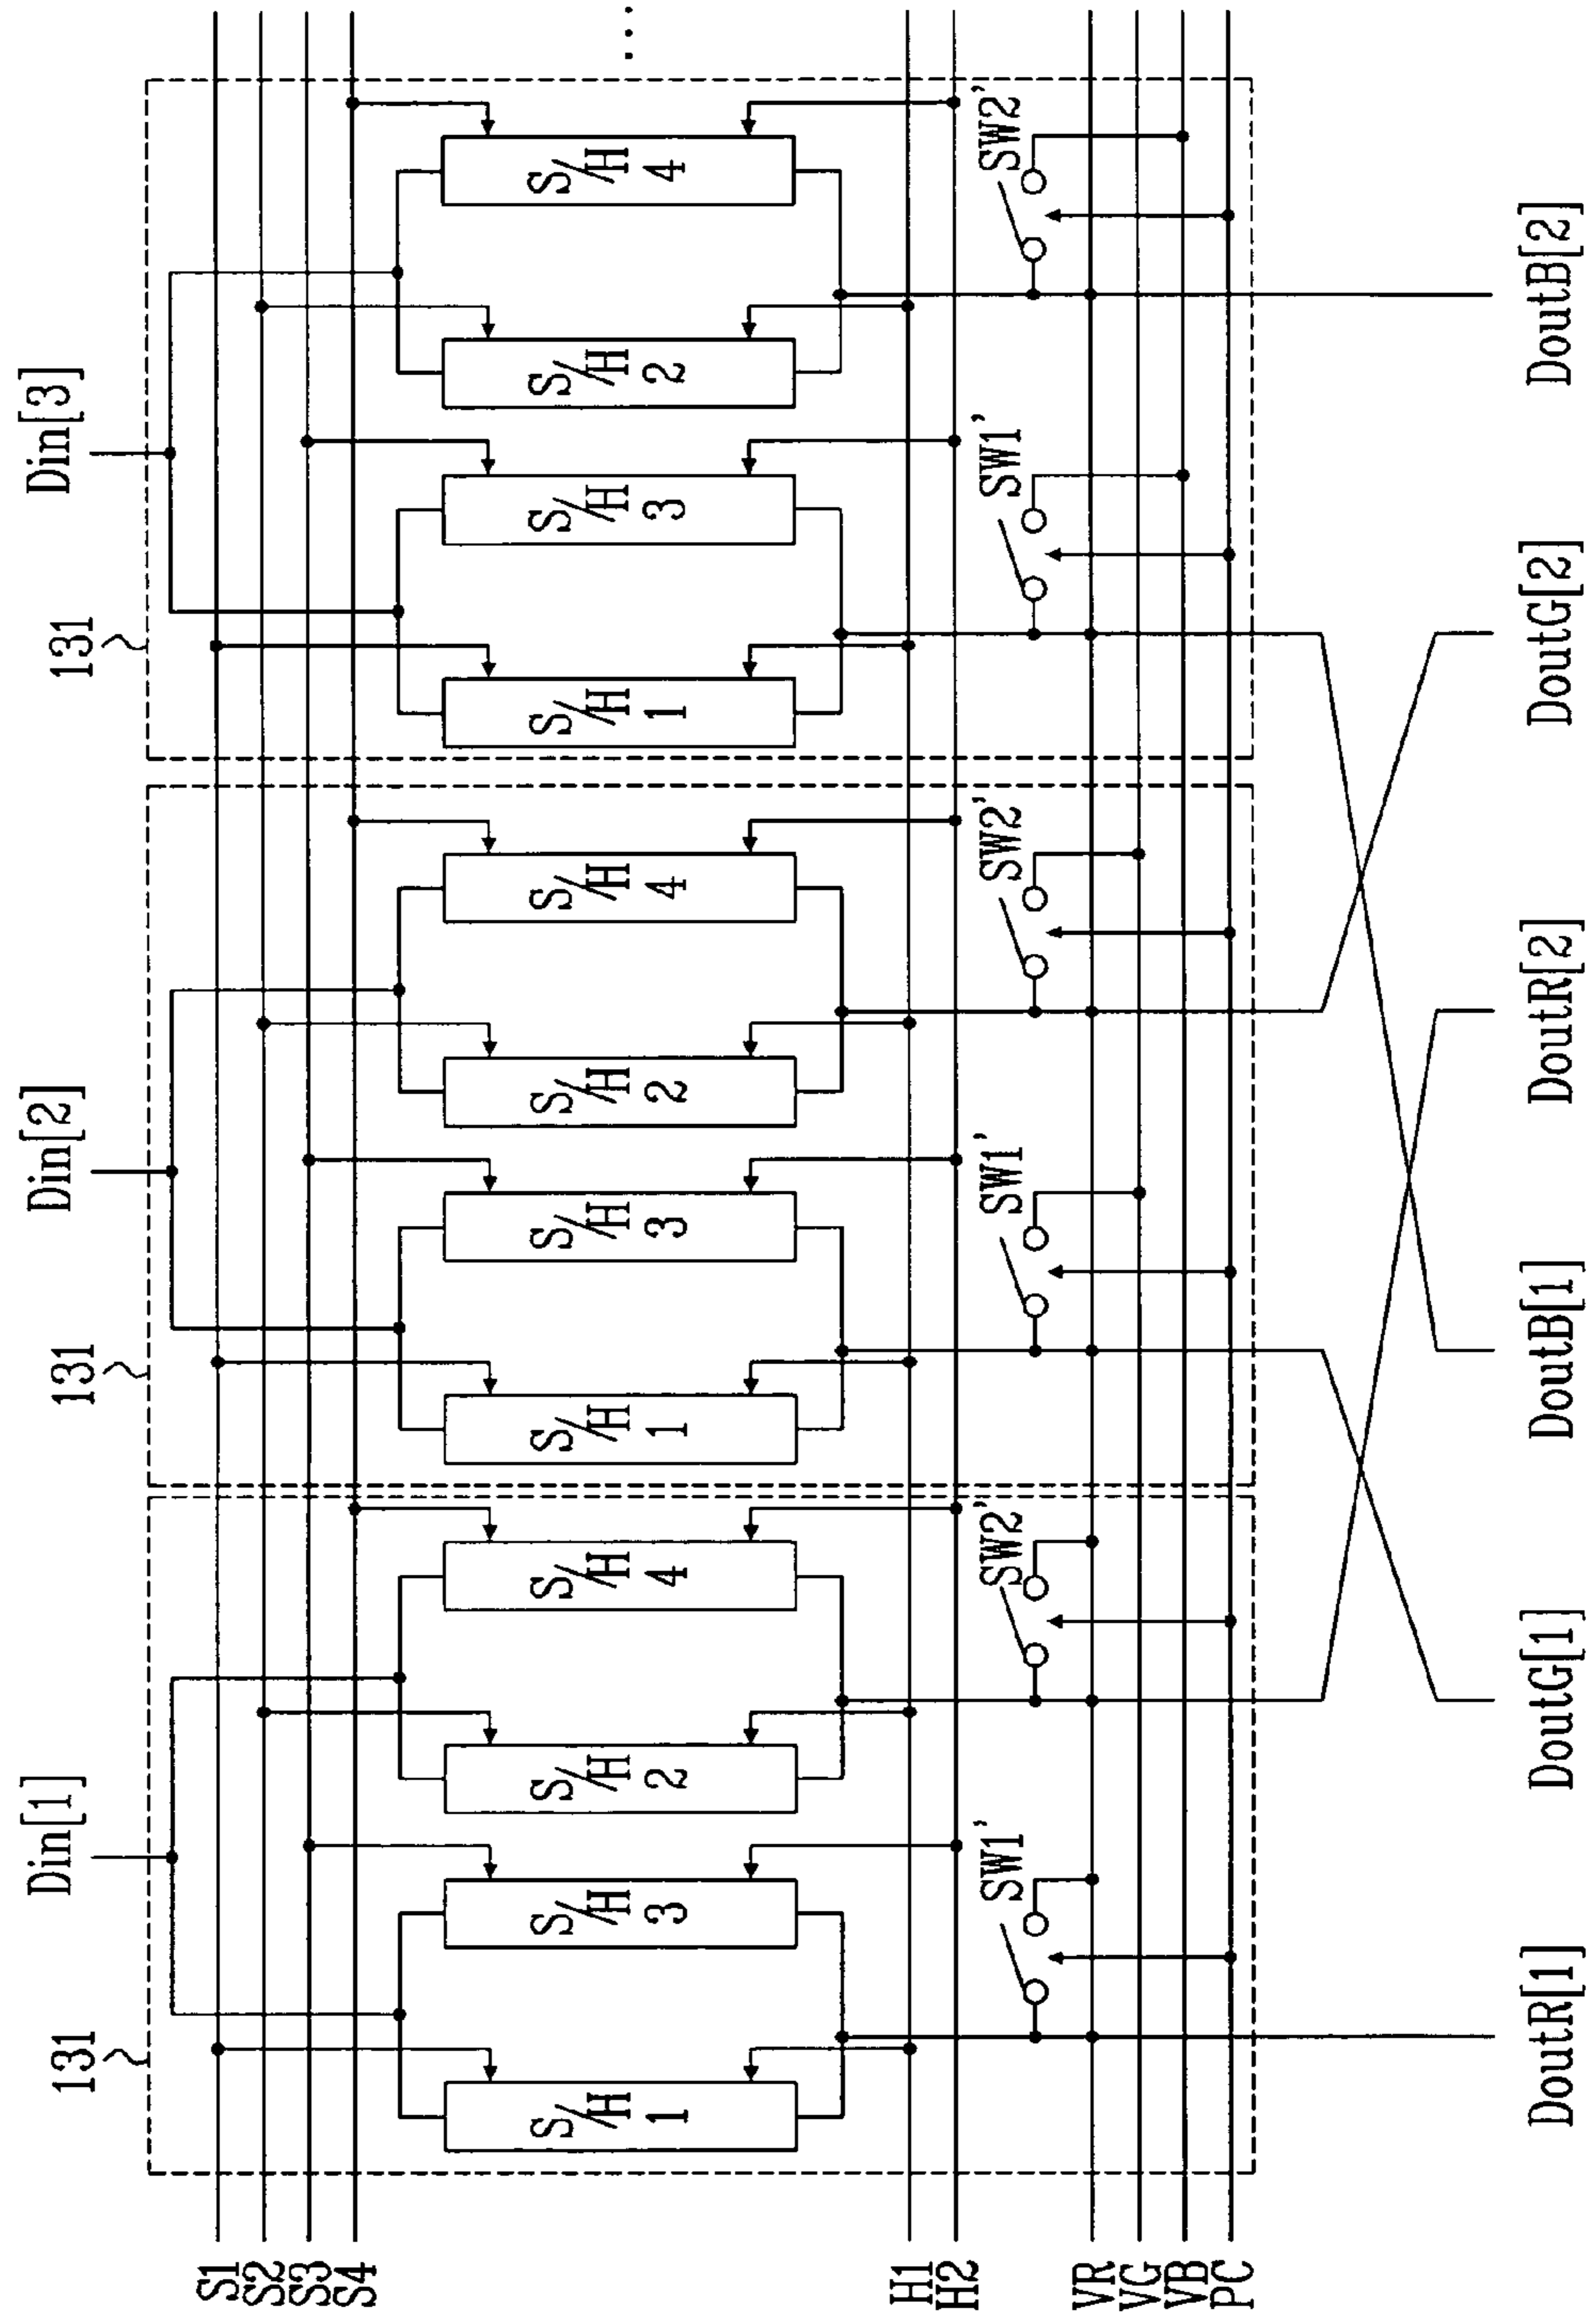 Din[1]
Din[2]
Din[3]
131
131
131
S1
S2
S3
S4
S/H
1
S/H
3
S/H
2
S/H
4
S/H
1
S/H
3
S/H
2
S/H
4
S/H
1
S/H
3
S/H
2
S/H
4
...
H1
H2
SW1'
SW2'
SW1'
SW2'
SW1'
SW2'
VR
VG
VB
PC
DoutR[1]
DoutG[1]
DoutB[1]
DoutR[2]
DoutG[2]
DoutB[2]